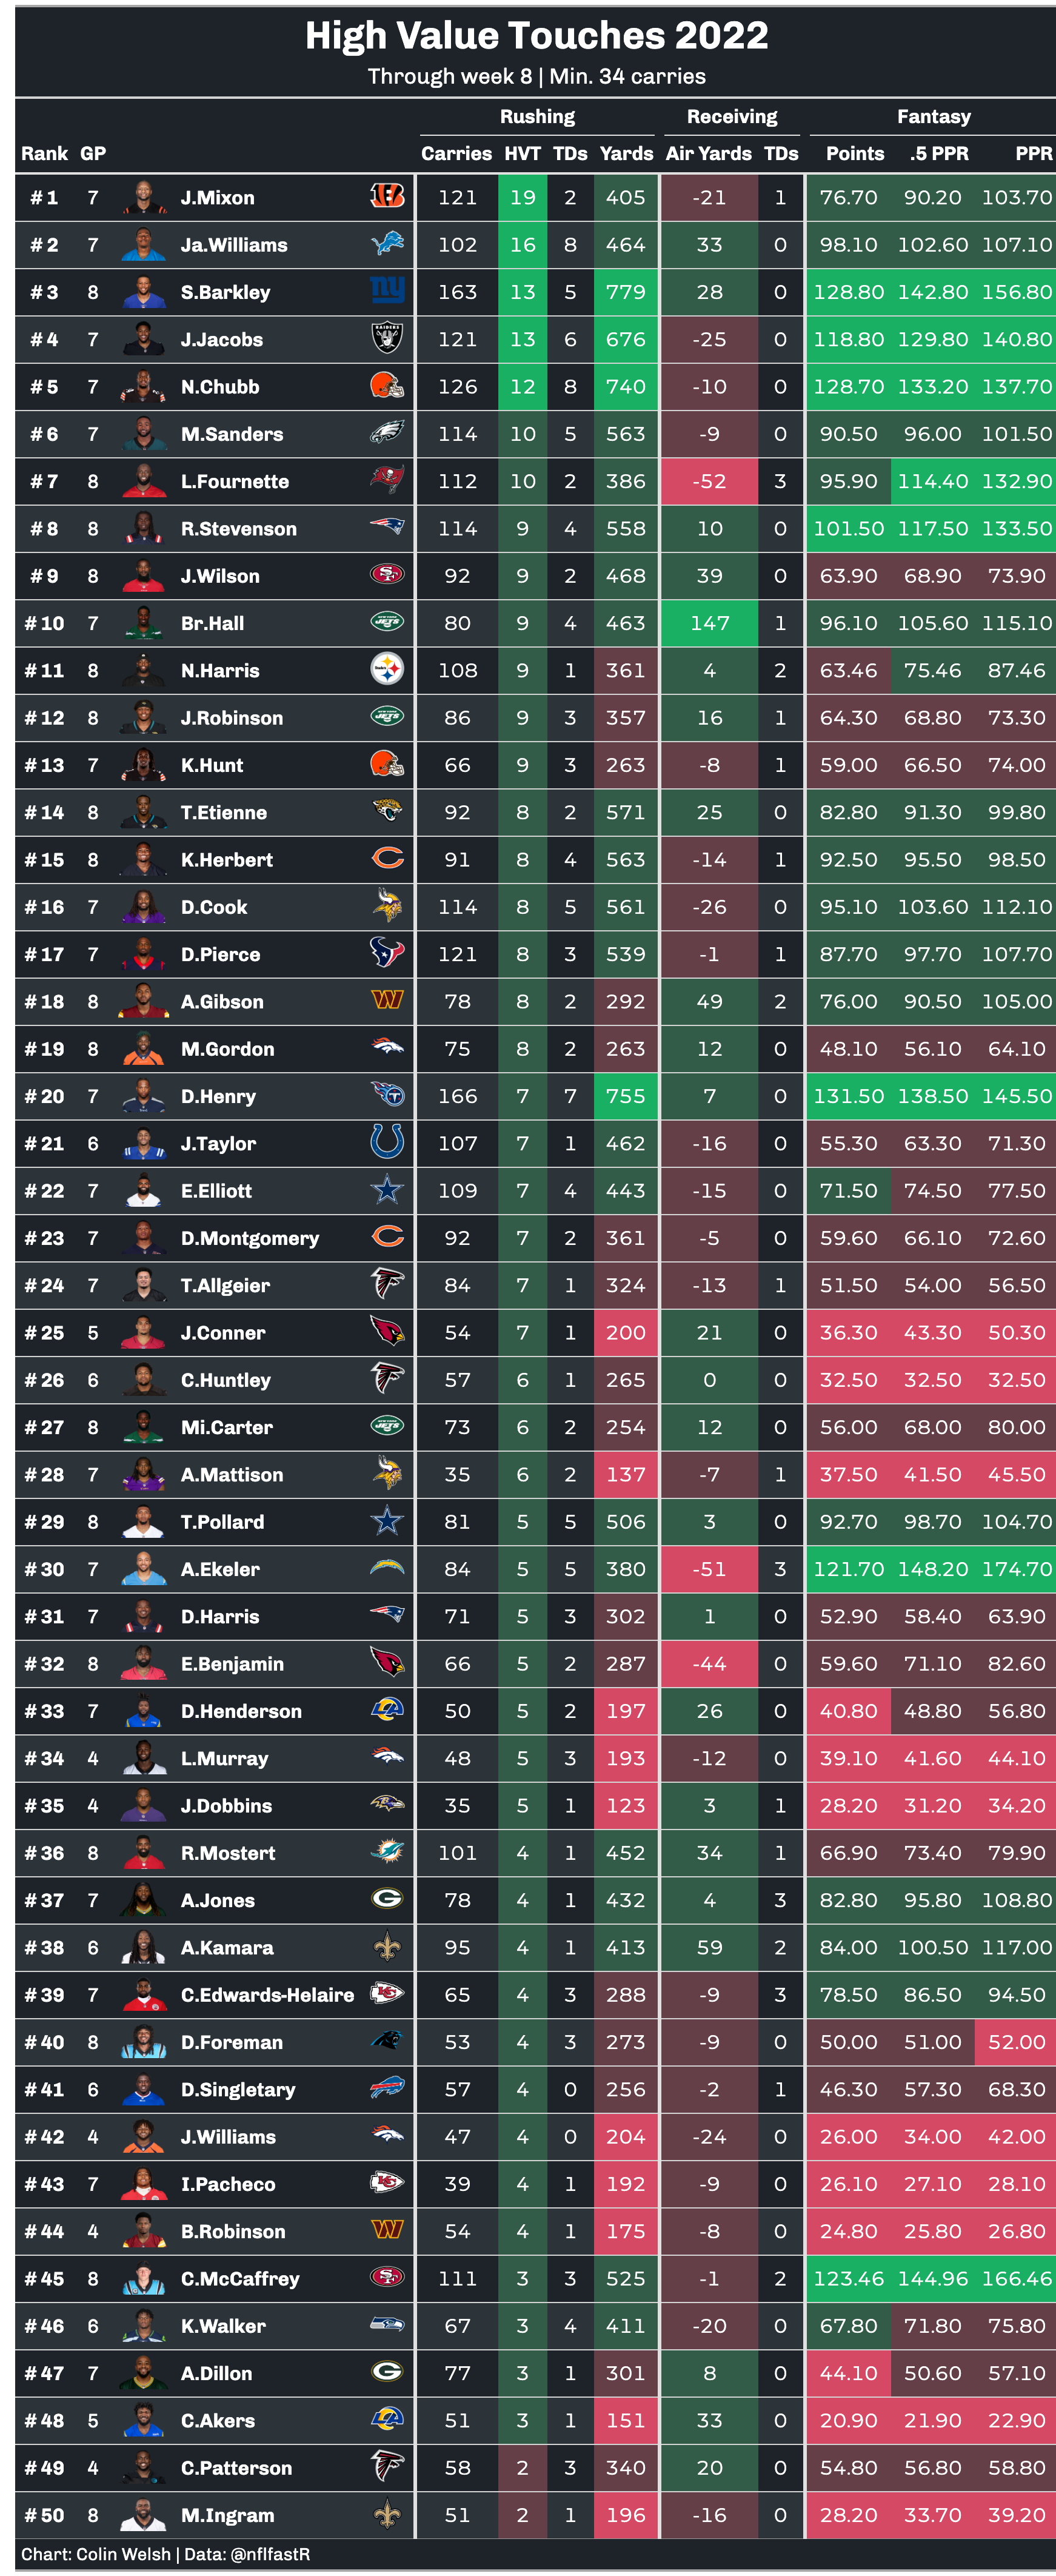 High Value Touches 2022
Through week 8 | Min. 34 carries
Rushing Receiving Fantasy
Rank GP Carries HVT TDs Yards Air Yards TDs Points .5 PPR PPR
# 1 7 J.Mixon 121 19 2 405 -21 1 76.70 90.20 103.70
# 2 7 Ja.Williams 102 16 8 464 33 0 98.10 102.60 107.10
# 3 8 S.Barkley ny 163 13 5 779 28 0 128.80 142.80 156.80
# 4 7 J.Jacobs RAIDERS 121 13 6 676 -25 0 118.80 129.80 140.80
# 5 7 N.Chubb 126 12 8 740 -10 0 128.70 133.20 137.70
# 6 7 M.Sanders 114 10 5 563 -9 0 90.50 96.00 101.50
# 7 8 L.Fournette 112 10 2 386 -52 3 95.90 114.40 132.90
# 8 8 R.Stevenson 114 9 4 558 10 0 101.50 117.50 133.50
# 9 8 J.Wilson SF 92 9 2 468 39 0 63.90 68.90 73.90
# 10 7 Br.Hall JETS 80 9 4 463 147 1 96.10 105.60 115.10
# 11 8 N.Harris 108 9 1 361 4 2 63.46 75.46 87.46
# 12 8 J.Robinson JETS 86 9 3 357 16 1 64.30 68.80 73.30
# 13 7 K.Hunt 66 9 3 263 -8 1 59.00 66.50 74.00
# 14 8 T.Etienne 92 8 2 571 25 0 82.80 91.30 99.80
# 15 8 K.Herbert C 91 8 4 563 -14 1 92.50 95.50 98.50
# 16 7 D.Cook 114 8 5 561 -26 0 95.10 103.60 112.10
# 17 7 D.Pierce 121 8 3 539 -1 1 87.70 97.70 107.70
# 18 8 A.Gibson W 78 8 2 292 49 2 76.00 90.50 105.00
# 19 8 M.Gordon 75 8 2 263 12 0 48.10 56.10 64.10
# 20 7 D.Henry T 166 7 7 755 7 0 131.50 138.50 145.50
# 21 6 J.Taylor 107 7 1 462 -16 0 55.30 63.30 71.30
# 22 7 E.Elliott 109 7 4 443 -15 0 71.50 74.50 77.50
# 23 7 D.Montgomery C 92 7 2 361 -5 0 59.60 66.10 72.60
# 24 7 T.Allgeier 84 7 1 324 -13 1 51.50 54.00 56.50
# 25 5 J.Conner 54 7 1 200 21 0 36.30 43.30 50.30
# 26 6 C.Huntley 57 6 1 265 0 0 32.50 32.50 32.50
# 27 8 Mi.Carter JETS 73 6 2 254 12 0 56.00 68.00 80.00
# 28 7 A.Mattison 35 6 2 137 -7 1 37.50 41.50 45.50
# 29 8 T.Pollard 81 5 5 506 3 0 92.70 98.70 104.70
# 30 7 A.Ekeler 84 5 5 380 -51 3 121.70 148.20 174.70
# 31 7 D.Harris 71 5 3 302 1 0 52.90 58.40 63.90
# 32 8 E.Benjamin 66 5 2 287 -44 0 59.60 71.10 82.60
# 33 7 D.Henderson LA 50 5 2 197 26 0 40.80 48.80 56.80
# 34 4 L.Murray 48 5 3 193 -12 0 39.10 41.60 44.10
# 35 4 J.Dobbins 35 5 1 123 3 1 28.20 31.20 34.20
# 36 8 R.Mostert 101 4 1 452 34 1 66.90 73.40 79.90
# 37 7 A.Jones G 78 4 1 432 4 3 82.80 95.80 108.80
# 38 6 A.Kamara 95 4 1 413 59 2 84.00 100.50 117.00
# 39 7 C.Edwards-Helaire KC 65 4 3 288 -9 3 78.50 86.50 94.50
# 40 8 D.Foreman 53 4 3 273 -9 0 50.00 51.00 52.00
# 41 6 D.Singletary 57 4 0 256 -2 1 46.30 57.30 68.30
# 42 4 J.Williams 47 4 0 204 -24 0 26.00 34.00 42.00
# 43 7 I.Pacheco KC 39 4 1 192 -9 0 26.10 27.10 28.10
# 44 4 B.Robinson W 54 4 1 175 -8 0 24.80 25.80 26.80
# 45 8 C.McCaffrey SF 111 3 3 525 -1 2 123.46 144.96 166.46
# 46 6 K.Walker 67 3 4 411 -20 0 67.80 71.80 75.80
# 47 7 A.Dillon G 77 3 1 301 8 0 44.10 50.60 57.10
# 48 5 C.Akers LA 51 3 1 151 33 0 20.90 21.90 22.90
# 49 4 C.Patterson 58 2 3 340 20 0 54.80 56.80 58.80
# 50 8 M.Ingram 51 2 1 196 -16 0 28.20 33.70 39.20
Chart: Colin Welsh | Data: @nflfastR